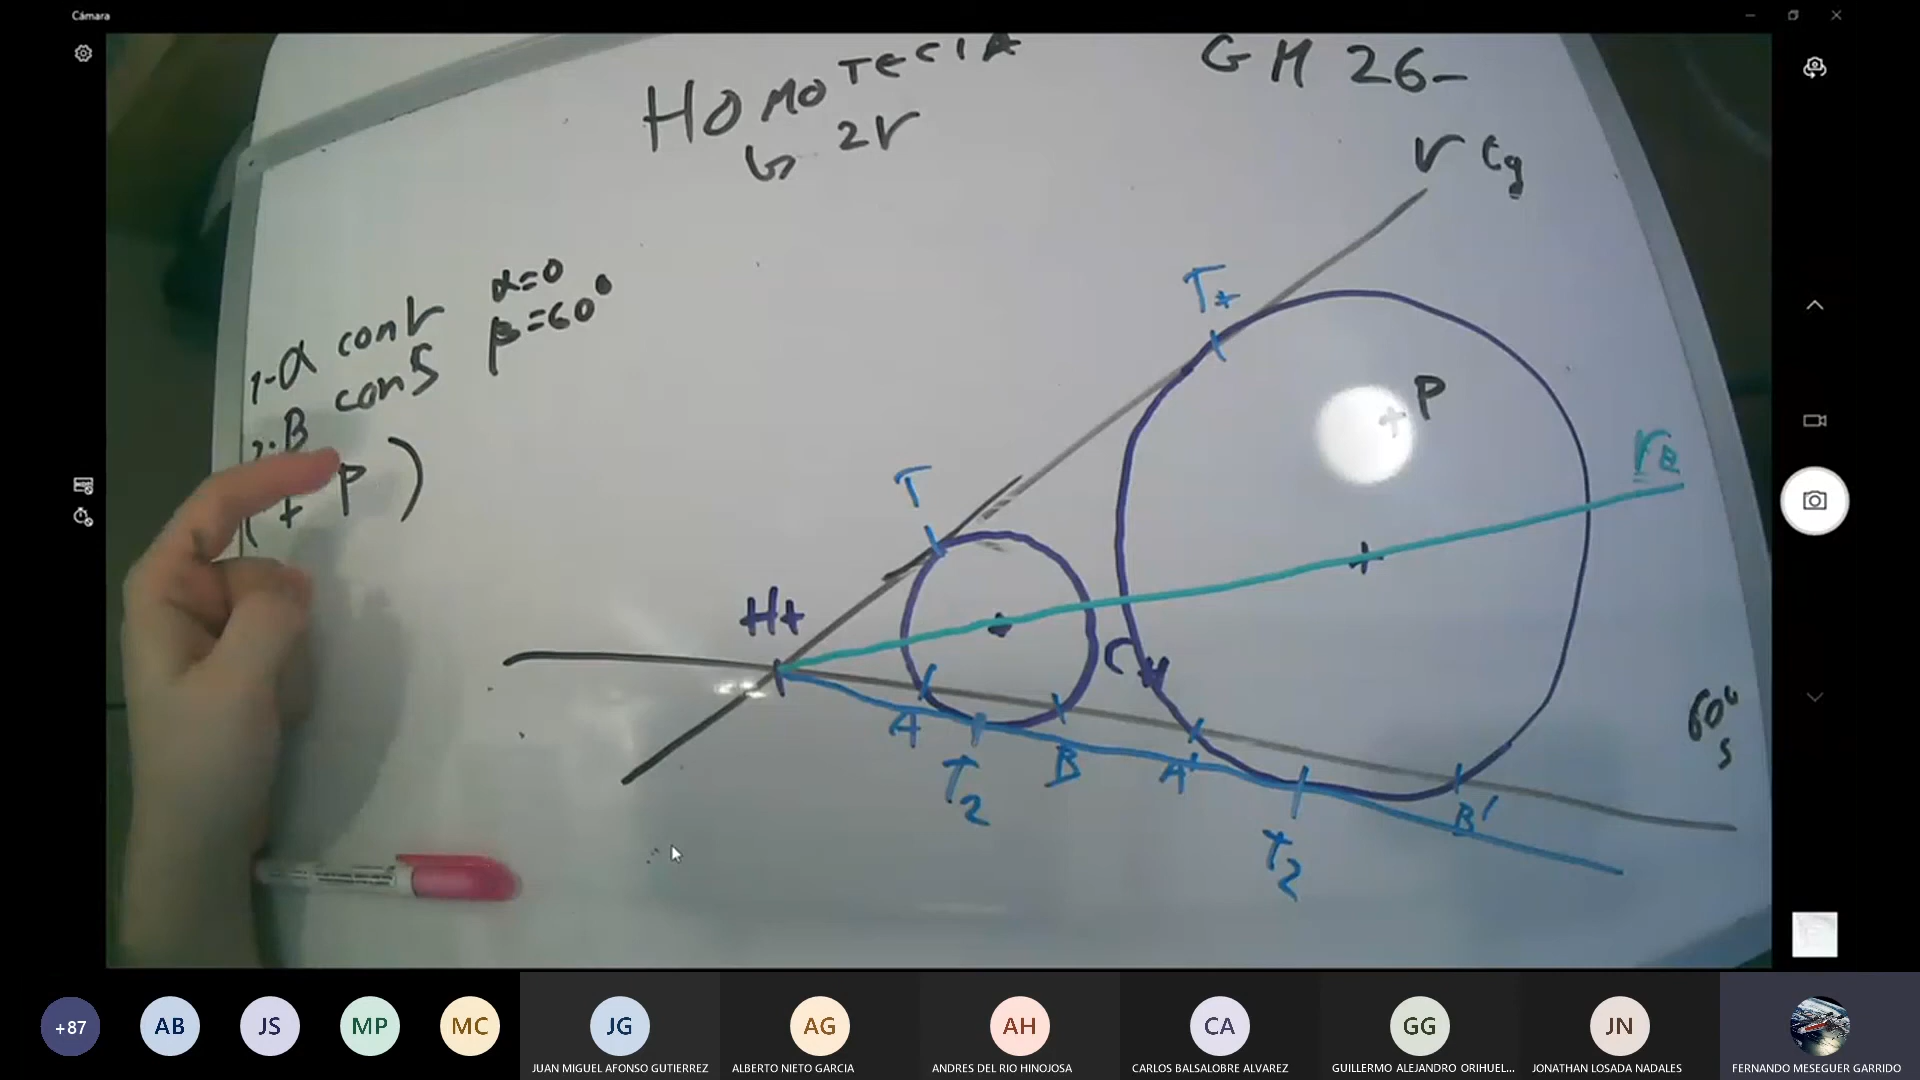 Cámara
HOMOTECIA
GM 26-
↳ 2r
r tg
α=0
β=60°
1-α con r
2.B con S
(+ P)
T*
P
rB
T
H+
C
60°
S
A
B
A'
B'
T2
T2
+87
AB
JS
MP
MC
JG
AG
AH
CA
GG
JN
JUAN MIGUEL AFONSO GUTIERREZ
ALBERTO NIETO GARCIA
ANDRES DEL RIO HINOJOSA
CARLOS BALSALOBRE ALVAREZ
GUILLERMO ALEJANDRO ORIHUEL...
JONATHAN LOSADA NADALES
FERNANDO MESEGUER GARRIDO